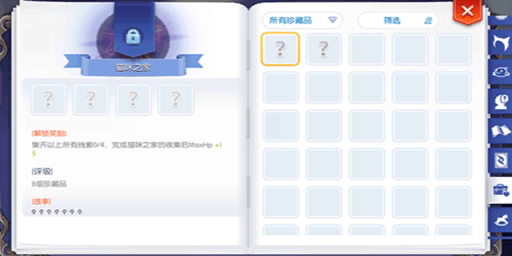 所有珍藏品
筛选
猫咪之家
? ? ? ?
? ?
[解锁奖励]
集齐以上所有线索0/4，完成猫咪之家的收集后MaxHp +1
5
[评级]
B级珍藏品
[故事]
? ? ? ? ? ? ?